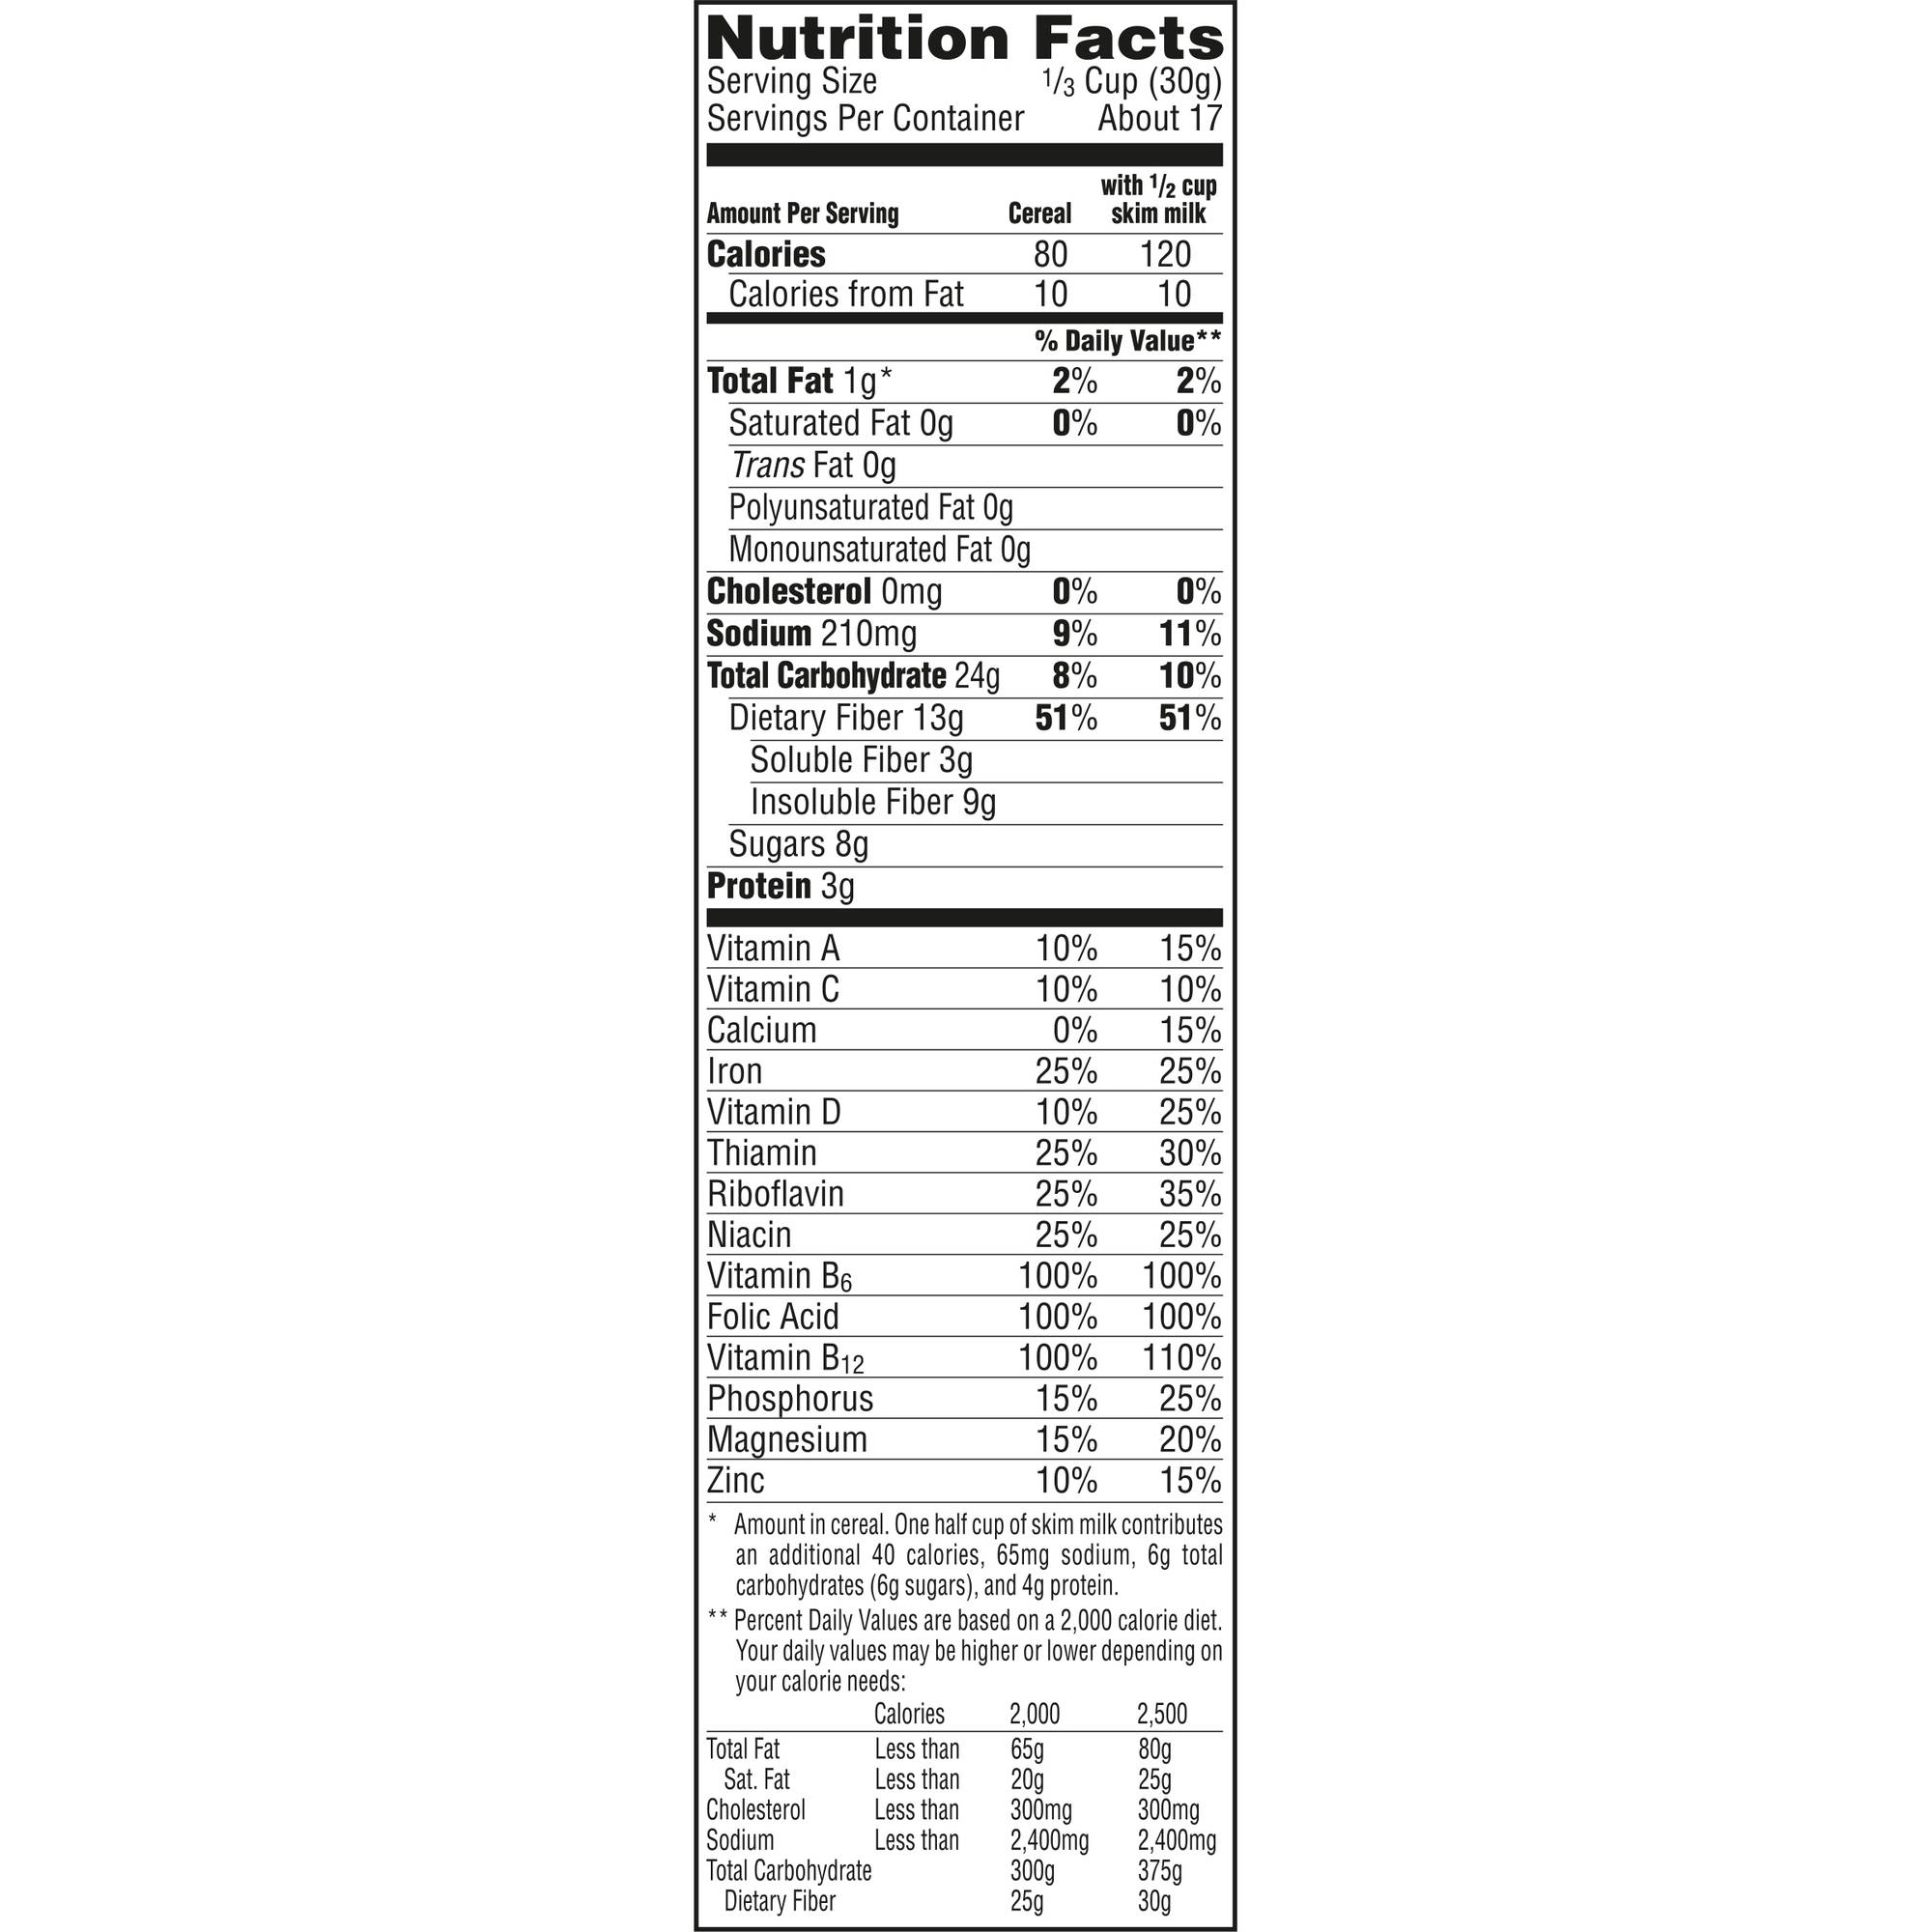 Nutrition Facts
Serving Size 1/3 Cup (30g)
Servings Per Container About 17
with 1/2 cup
Amount Per Serving Cereal skim milk
Calories 80 120
Calories from Fat 10 10
% Daily Value**
Total Fat 1g* 2% 2%
Saturated Fat 0g 0% 0%
Trans Fat 0g
Polyunsaturated Fat 0g
Monounsaturated Fat 0g
Cholesterol 0mg 0% 0%
Sodium 210mg 9% 11%
Total Carbohydrate 24g 8% 10%
Dietary Fiber 13g 51% 51%
Soluble Fiber 3g
Insoluble Fiber 9g
Sugars 8g
Protein 3g
Vitamin A 10% 15%
Vitamin C 10% 10%
Calcium 0% 15%
Iron 25% 25%
Vitamin D 10% 25%
Thiamin 25% 30%
Riboflavin 25% 35%
Niacin 25% 25%
Vitamin B6 100% 100%
Folic Acid 100% 100%
Vitamin B12 100% 110%
Phosphorus 15% 25%
Magnesium 15% 20%
Zinc 10% 15%
* Amount in cereal. One half cup of skim milk contributes
an additional 40 calories, 65mg sodium, 6g total
carbohydrates (6g sugars), and 4g protein.
** Percent Daily Values are based on a 2,000 calorie diet.
Your daily values may be higher or lower depending on
your calorie needs:
Calories 2,000 2,500
Total Fat Less than 65g 80g
Sat. Fat Less than 20g 25g
Cholesterol Less than 300mg 300mg
Sodium Less than 2,400mg 2,400mg
Total Carbohydrate 300g 375g
Dietary Fiber 25g 30g